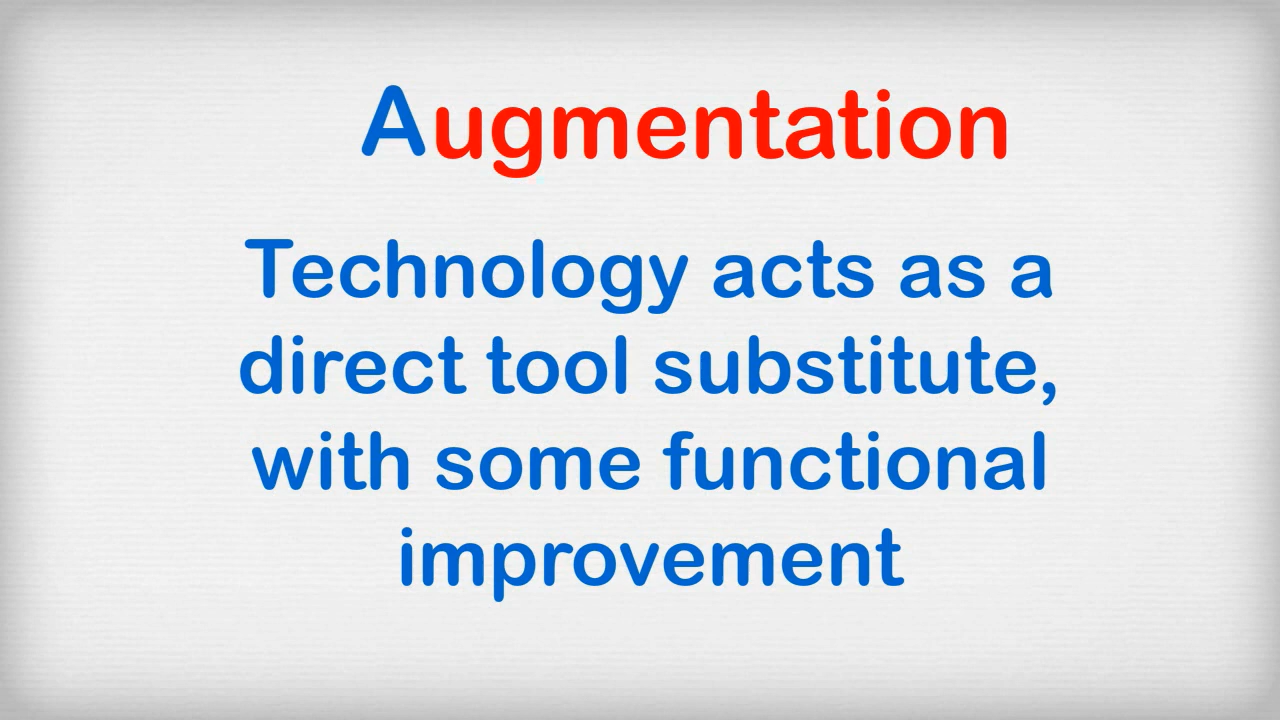 Augmentation
Technology acts as a
direct tool substitute,
with some functional
improvement